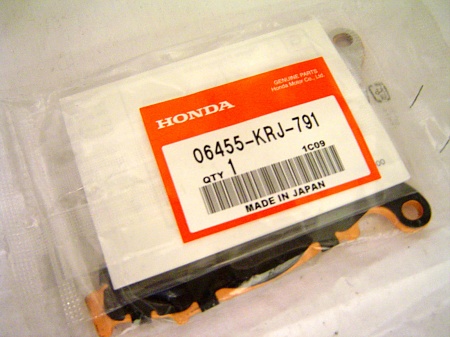 GENUINE PARTS
Honda Motor Co., Ltd.
HONDA
06455-KRJ-791
QTY 1
1C09
MADE IN JAPAN